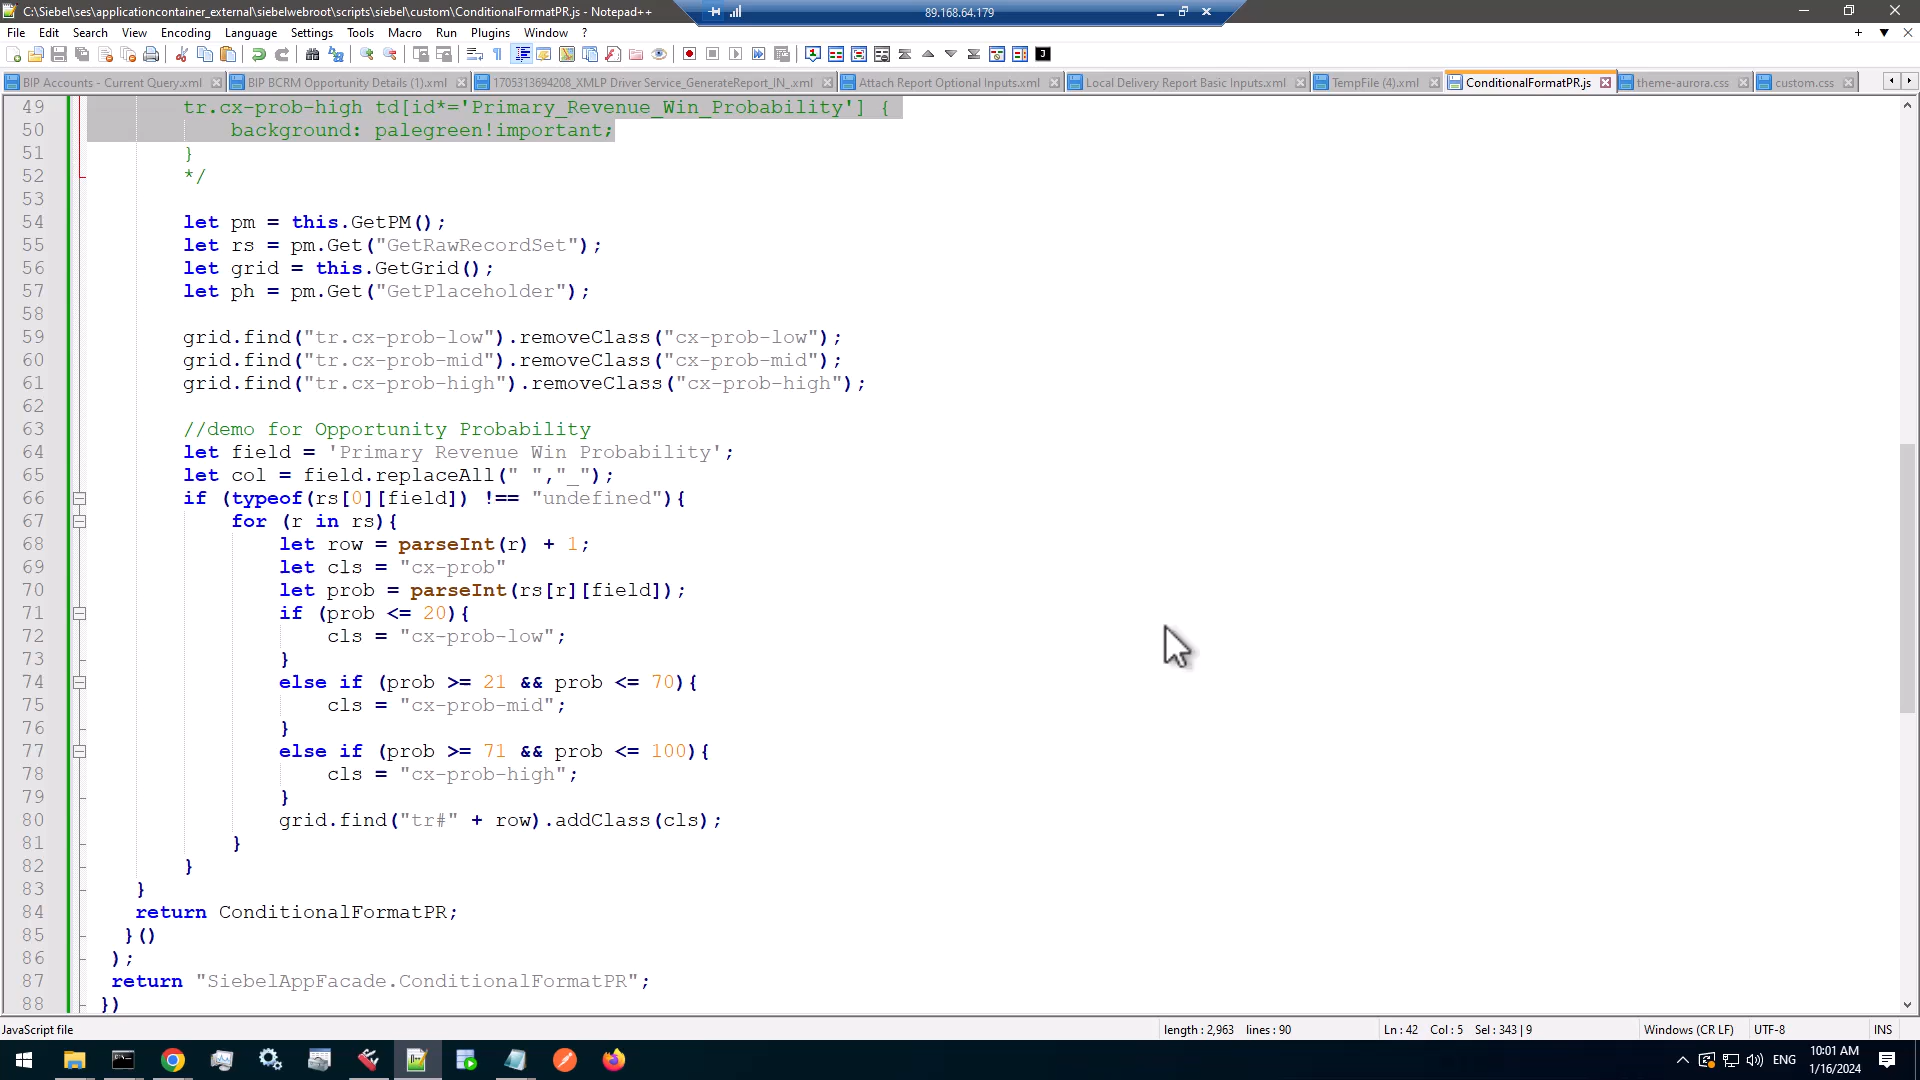 C:\Siebel\ses\applicationcontainer_external\siebelwebroot\scripts\siebel\custom\ConditionalFormatPR.js - Notepad++
89.168.64.179
File Edit Search View Encoding Language Settings Tools Macro Run Plugins Window ?
BIP Accounts - Current Query.xml
BIP BCRM Opportunity Details (1).xml
1705313694208_XMLP Driver Service_GenerateReport_IN_.xml
Attach Report Optional Inputs.xml
Local Delivery Report Basic Inputs.xml
TempFile (4).xml
ConditionalFormatPR.js
theme-aurora.css
custom.css
49 tr.cx-prob-high td[id*='Primary_Revenue_Win_Probability'] {
50 background: palegreen!important;
51 }
52 */
53
54 let pm = this.GetPM();
55 let rs = pm.Get("GetRawRecordSet");
56 let grid = this.GetGrid();
57 let ph = pm.Get("GetPlaceholder");
58
59 grid.find("tr.cx-prob-low").removeClass("cx-prob-low");
60 grid.find("tr.cx-prob-mid").removeClass("cx-prob-mid");
61 grid.find("tr.cx-prob-high").removeClass("cx-prob-high");
62
63 //demo for Opportunity Probability
64 let field = 'Primary Revenue Win Probability';
65 let col = field.replaceAll(" ","_");
66 if (typeof(rs[0][field]) !== "undefined"){
67 for (r in rs){
68 let row = parseInt(r) + 1;
69 let cls = "cx-prob"
70 let prob = parseInt(rs[r][field]);
71 if (prob <= 20){
72 cls = "cx-prob-low";
73 }
74 else if (prob >= 21 && prob <= 70){
75 cls = "cx-prob-mid";
76 }
77 else if (prob >= 71 && prob <= 100){
78 cls = "cx-prob-high";
79 }
80 grid.find("tr#" + row).addClass(cls);
81 }
82 }
83 }
84 return ConditionalFormatPR;
85 }()
86 );
87 return "SiebelAppFacade.ConditionalFormatPR";
88 })
JavaScript file
length : 2,963 lines : 90
Ln : 42 Col : 5 Sel : 343 | 9
Windows (CR LF)
UTF-8
INS
ENG
10:01 AM
1/16/2024